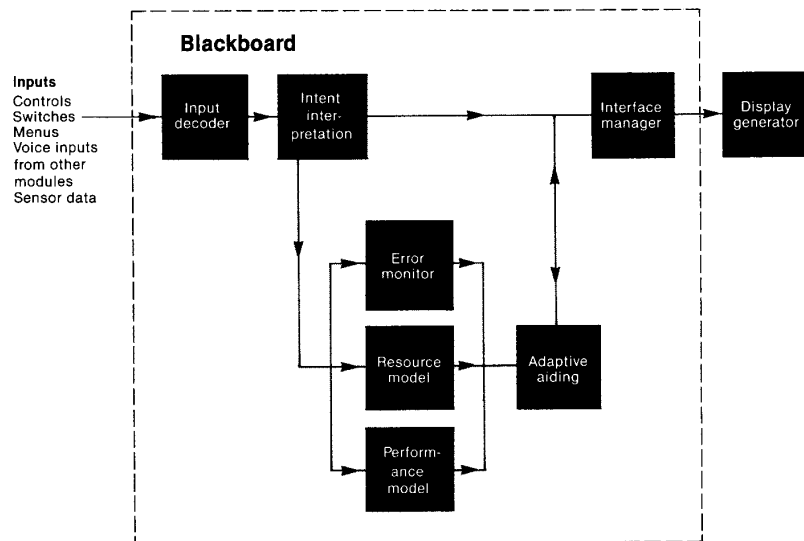 Blackboard
Inputs
Controls
Switches
Menus
Voice inputs
from other
modules
Sensor data
Input
decoder
Intent
inter-
pretation
Interface
manager
Display
generator
Error
monitor
Resource
model
Adaptive
aiding
Perform-
ance
model